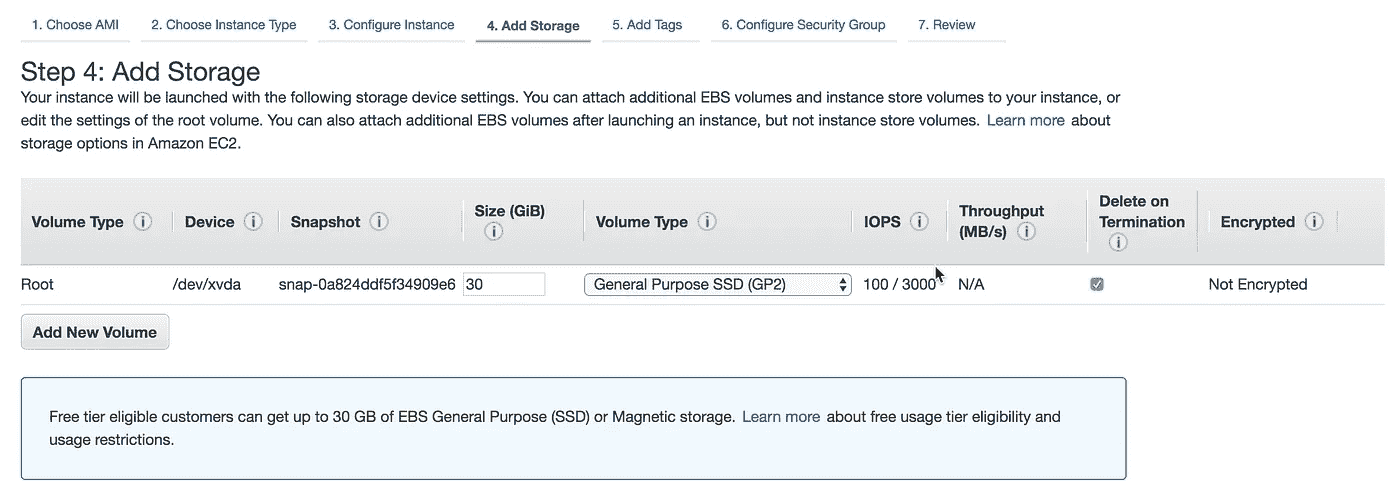 1. Choose AMI 2. Choose Instance Type 3. Configure Instance 4. Add Storage 5. Add Tags 6. Configure Security Group 7. Review
Step 4: Add Storage
Your instance will be launched with the following storage device settings. You can attach additional EBS volumes and instance store volumes to your instance, or
edit the settings of the root volume. You can also attach additional EBS volumes after launching an instance, but not instance store volumes. Learn more about
storage options in Amazon EC2.
Volume Type i Device i Snapshot i Size (GiB) i Volume Type i IOPS i Throughput (MB/s) i Delete on Termination i Encrypted i
Root /dev/xvda snap-0a824ddf5f34909e6 30 General Purpose SSD (GP2) 100 / 3000 N/A Not Encrypted
Add New Volume
Free tier eligible customers can get up to 30 GB of EBS General Purpose (SSD) or Magnetic storage. Learn more about free usage tier eligibility and
usage restrictions.